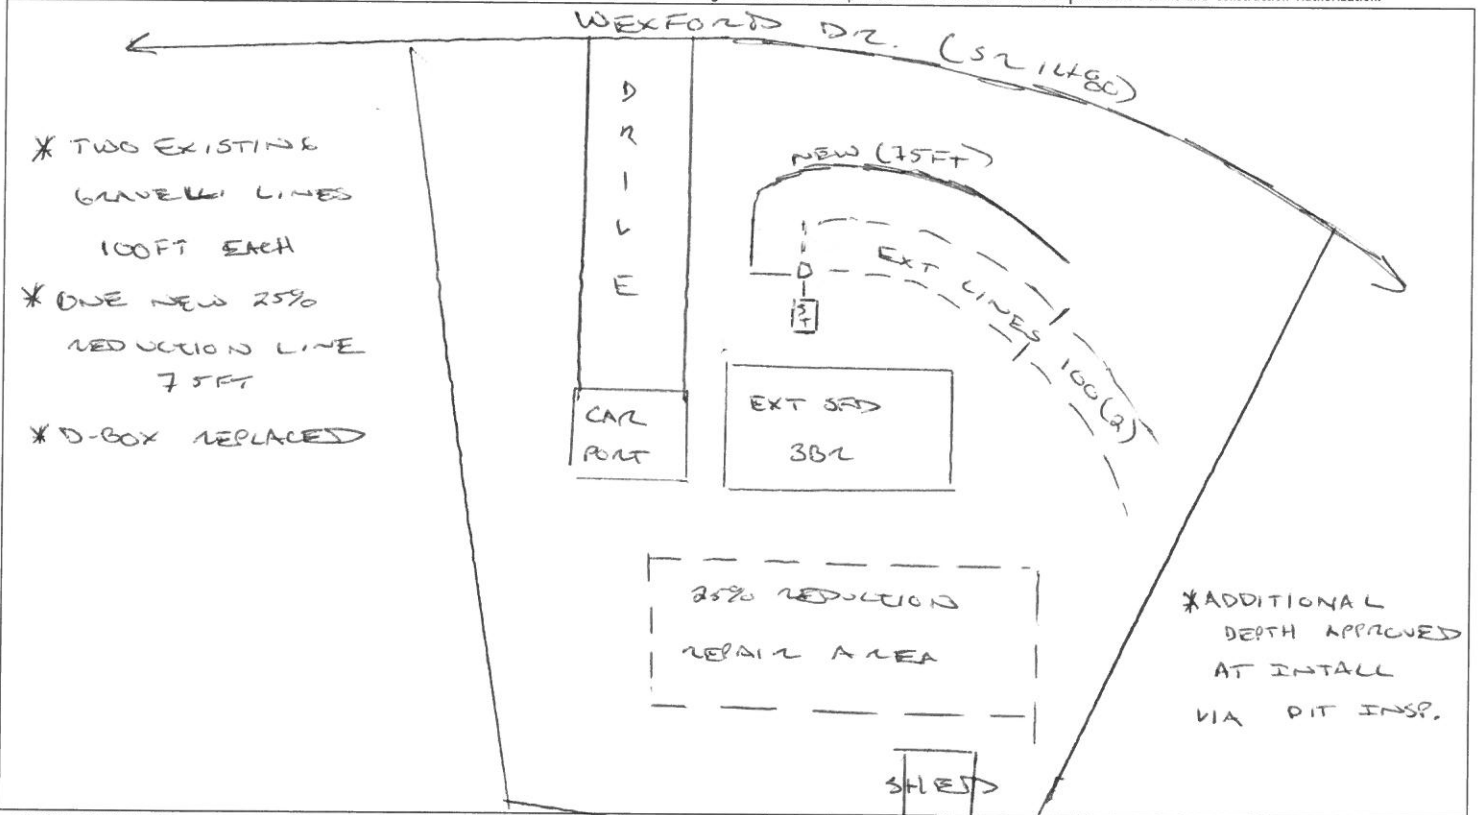 WEXFORD DR. (SR 1480)
DRIVE
NEW (75FT)
* TWO EXISTING
GRAVEL LINES
100FT EACH
* ONE NEW 25%
REDUCTION LINE
75FT
* D-BOX REPLACED
D
ST
EXT LINES 100(2)
CAR
PORT
EXT SFD
3BR
25% REDUCTION
REPAIR AREA
SHED
*ADDITIONAL
DEPTH APPROVED
AT INTALL
VIA PIT INSP.